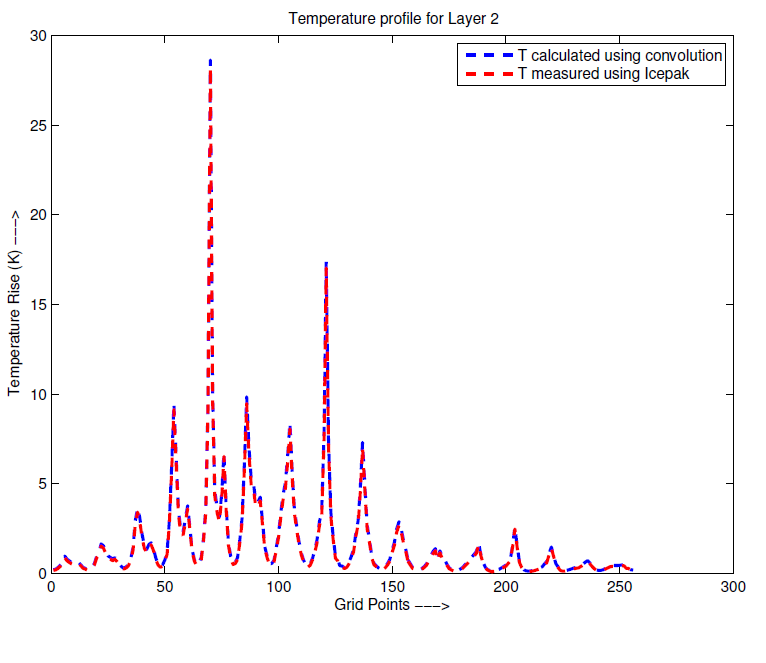 Temperature profile for Layer 2
30
25
20
15
10
5
0
Temperature Rise (K) −−−>
T calculated using convolution
T measured using Icepak
0 50 100 150 200 250 300
Grid Points −−−>